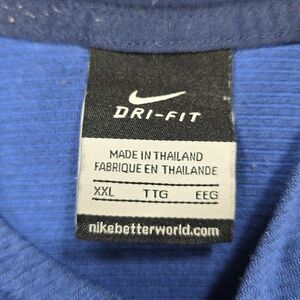 DRI-FIT
MADE IN THAILAND
FABRIQUE EN THAILANDE
XXL TTG EEG
nikebetterworld.com